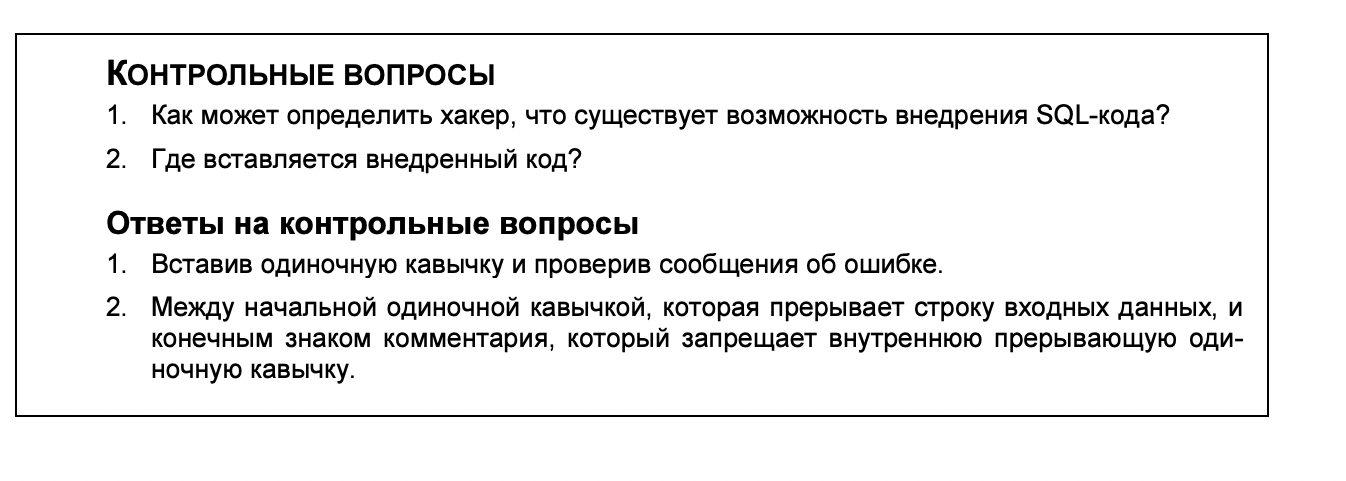 КОНТРОЛЬНЫЕ ВОПРОСЫ
1. Как может определить хакер, что существует возможность внедрения SQL-кода?
2. Где вставляется внедренный код?
Ответы на контрольные вопросы
1. Вставив одиночную кавычку и проверив сообщения об ошибке.
2. Между начальной одиночной кавычкой, которая прерывает строку входных данных, и
конечным знаком комментария, который запрещает внутреннюю прерывающую оди-
ночную кавычку.